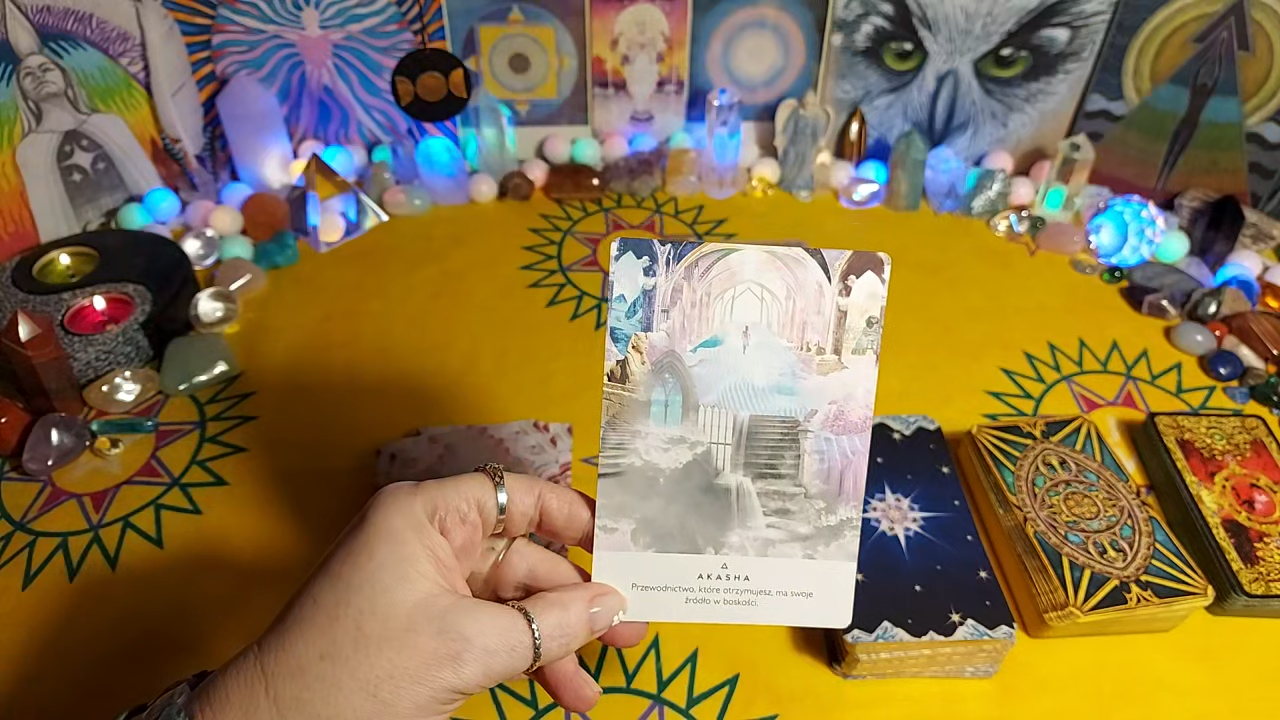 AKASHA
Przewodnictwo, które otrzymujesz, ma swoje
źródło w boskości.